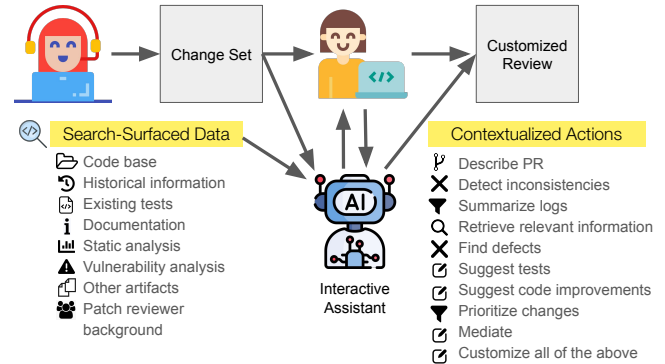 Change Set
Customized
Review
</>
Search-Surfaced Data
Code base
Historical information
Existing tests
Documentation
Static analysis
Vulnerability analysis
Other artifacts
Patch reviewer
background
AI
Interactive
Assistant
Contextualized Actions
Describe PR
Detect inconsistencies
Summarize logs
Retrieve relevant information
Find defects
Suggest tests
Suggest code improvements
Prioritize changes
Mediate
Customize all of the above